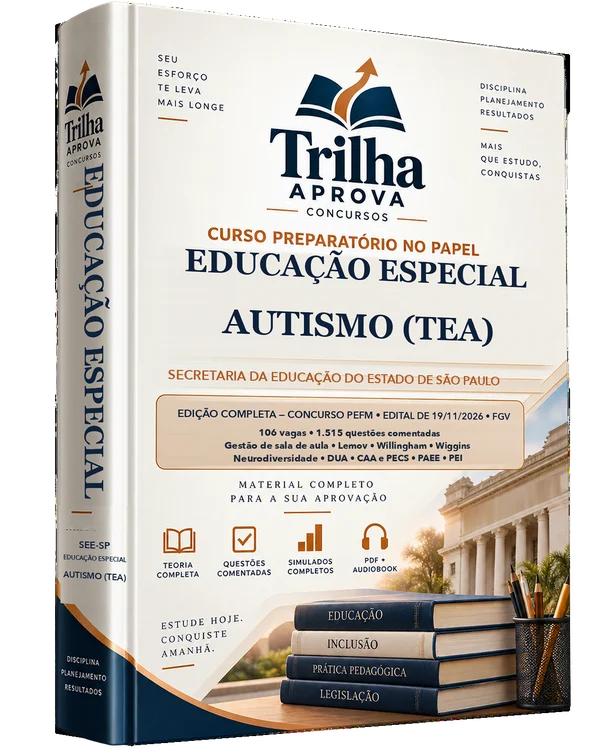 SEU
ESFORÇO
TE LEVA
MAIS LONGE
DISCIPLINA
PLANEJAMENTO
RESULTADOS
MAIS
QUE ESTUDO,
CONQUISTAS
Trilha
APROVA
CONCURSOS
CURSO PREPARATÓRIO NO PAPEL
EDUCAÇÃO ESPECIAL
AUTISMO (TEA)
SECRETARIA DA EDUCAÇÃO DO ESTADO DE SÃO PAULO
EDIÇÃO COMPLETA – CONCURSO PEFM • EDITAL DE 19/11/2026 • FGV
106 vagas • 1.515 questões comentadas
Gestão de sala de aula • Lemov • Willingham • Wiggins
Neurodiversidade • DUA • CAA e PECS • PAEE • PEI
MATERIAL COMPLETO
PARA A SUA APROVAÇÃO
TEORIA
COMPLETA
QUESTÕES
COMENTADAS
SIMULADOS
COMPLETOS
PDF +
AUDIOBOOK
ESTUDE HOJE.
CONQUISTE
AMANHÃ.
EDUCAÇÃO
INCLUSÃO
PRÁTICA PEDAGÓGICA
LEGISLAÇÃO
Trilha
APROVA
CONCURSOS
EDUCAÇÃO ESPECIAL
SEE-SP
EDUCAÇÃO ESPECIAL
AUTISMO (TEA)
DISCIPLINA
PLANEJAMENTO
RESULTADOS